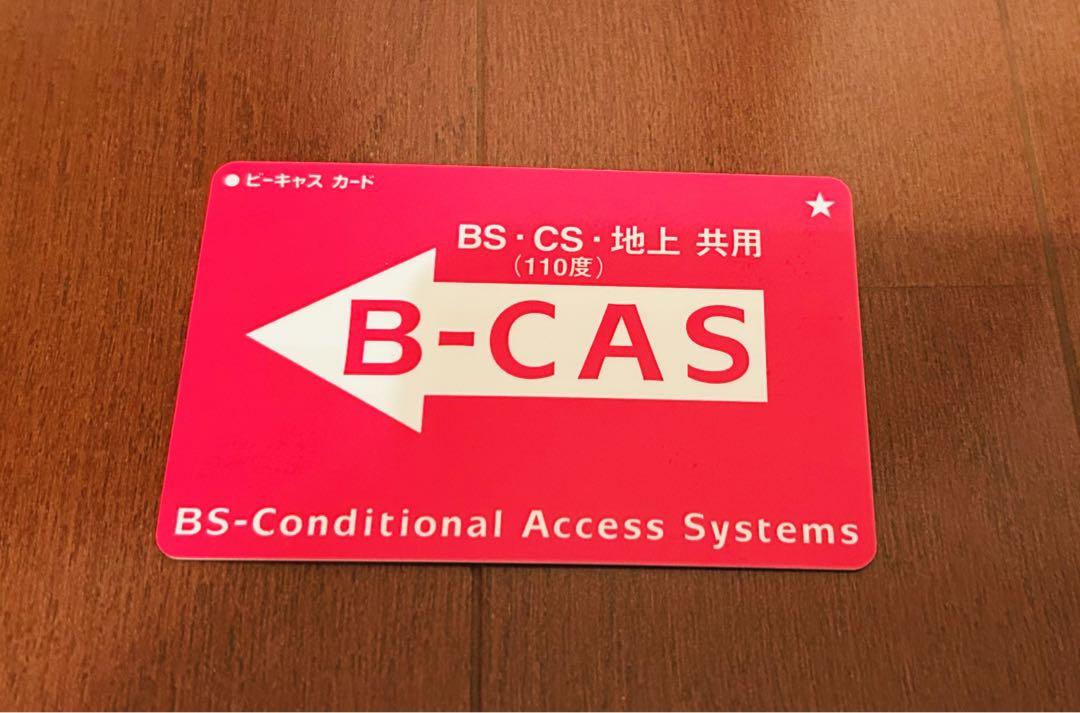 ビーキャス カード
BS・CS・地上 共用
(110度)
B-CAS
BS-Conditional Access Systems